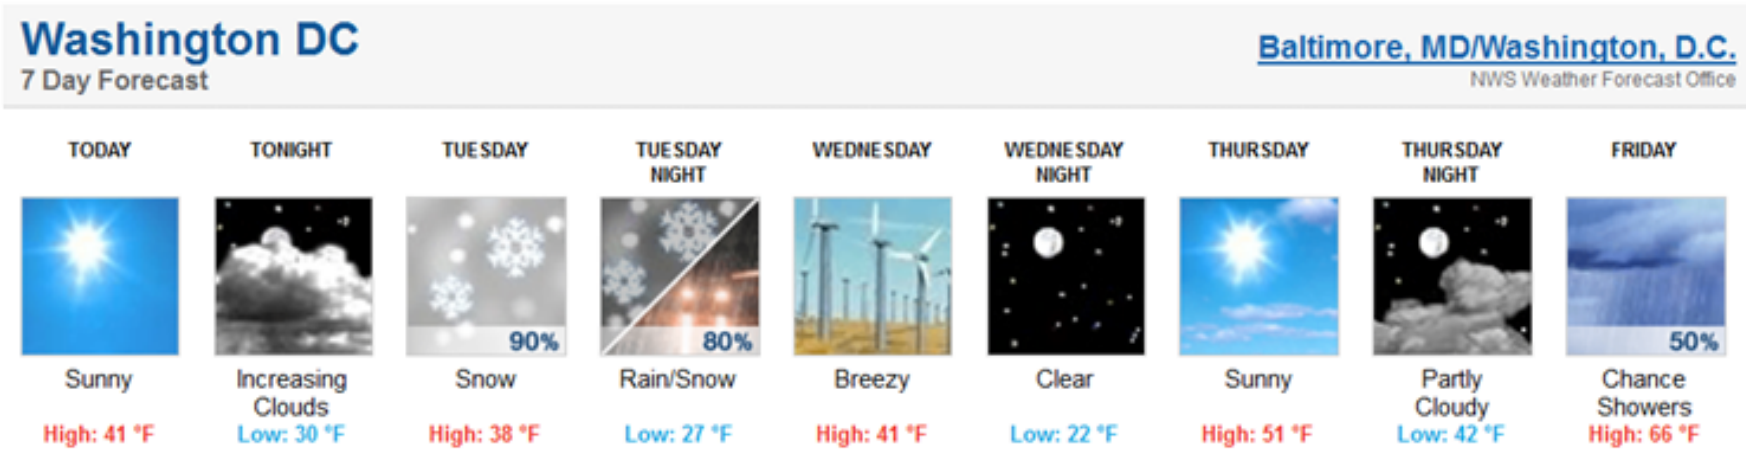 Washington DC
7 Day Forecast
Baltimore, MD/Washington, D.C.
NWS Weather Forecast Office
TODAY
Sunny
High: 41 °F
TONIGHT
Increasing
Clouds
Low: 30 °F
TUESDAY
90%
Snow
High: 38 °F
TUESDAY
NIGHT
80%
Rain/Snow
Low: 27 °F
WEDNESDAY
Breezy
High: 41 °F
WEDNESDAY
NIGHT
Clear
Low: 22 °F
THURSDAY
Sunny
High: 51 °F
THURSDAY
NIGHT
Partly
Cloudy
Low: 42 °F
FRIDAY
50%
Chance
Showers
High: 66 °F